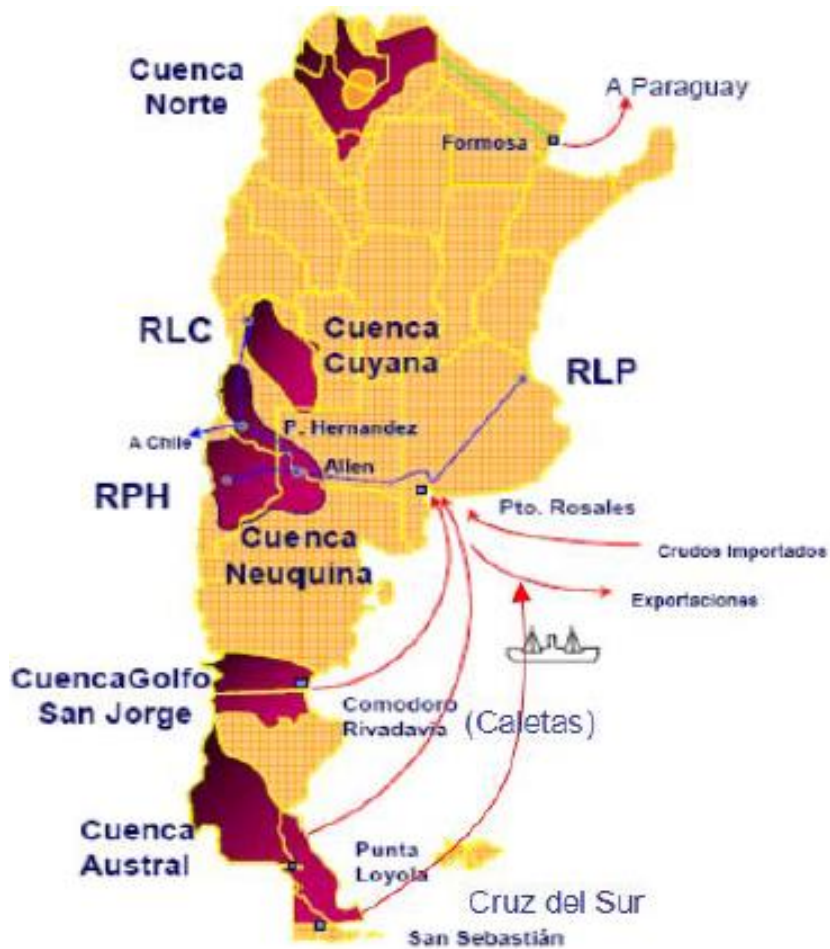 Cuenca
Norte
A Paraguay
Formosa
RLC
Cuenca
Cuyana
RLP
P. Hernandez
A Chile
Allen
RPH
Pto. Rosales
Cuenca
Neuquina
Crudos Importados
Exportaciones
CuencaGolfo
San Jorge
Comodoro
Rivadavia
(Caletas)
Cuenca
Austral
Punta
Loyola
Cruz del Sur
San Sebastián